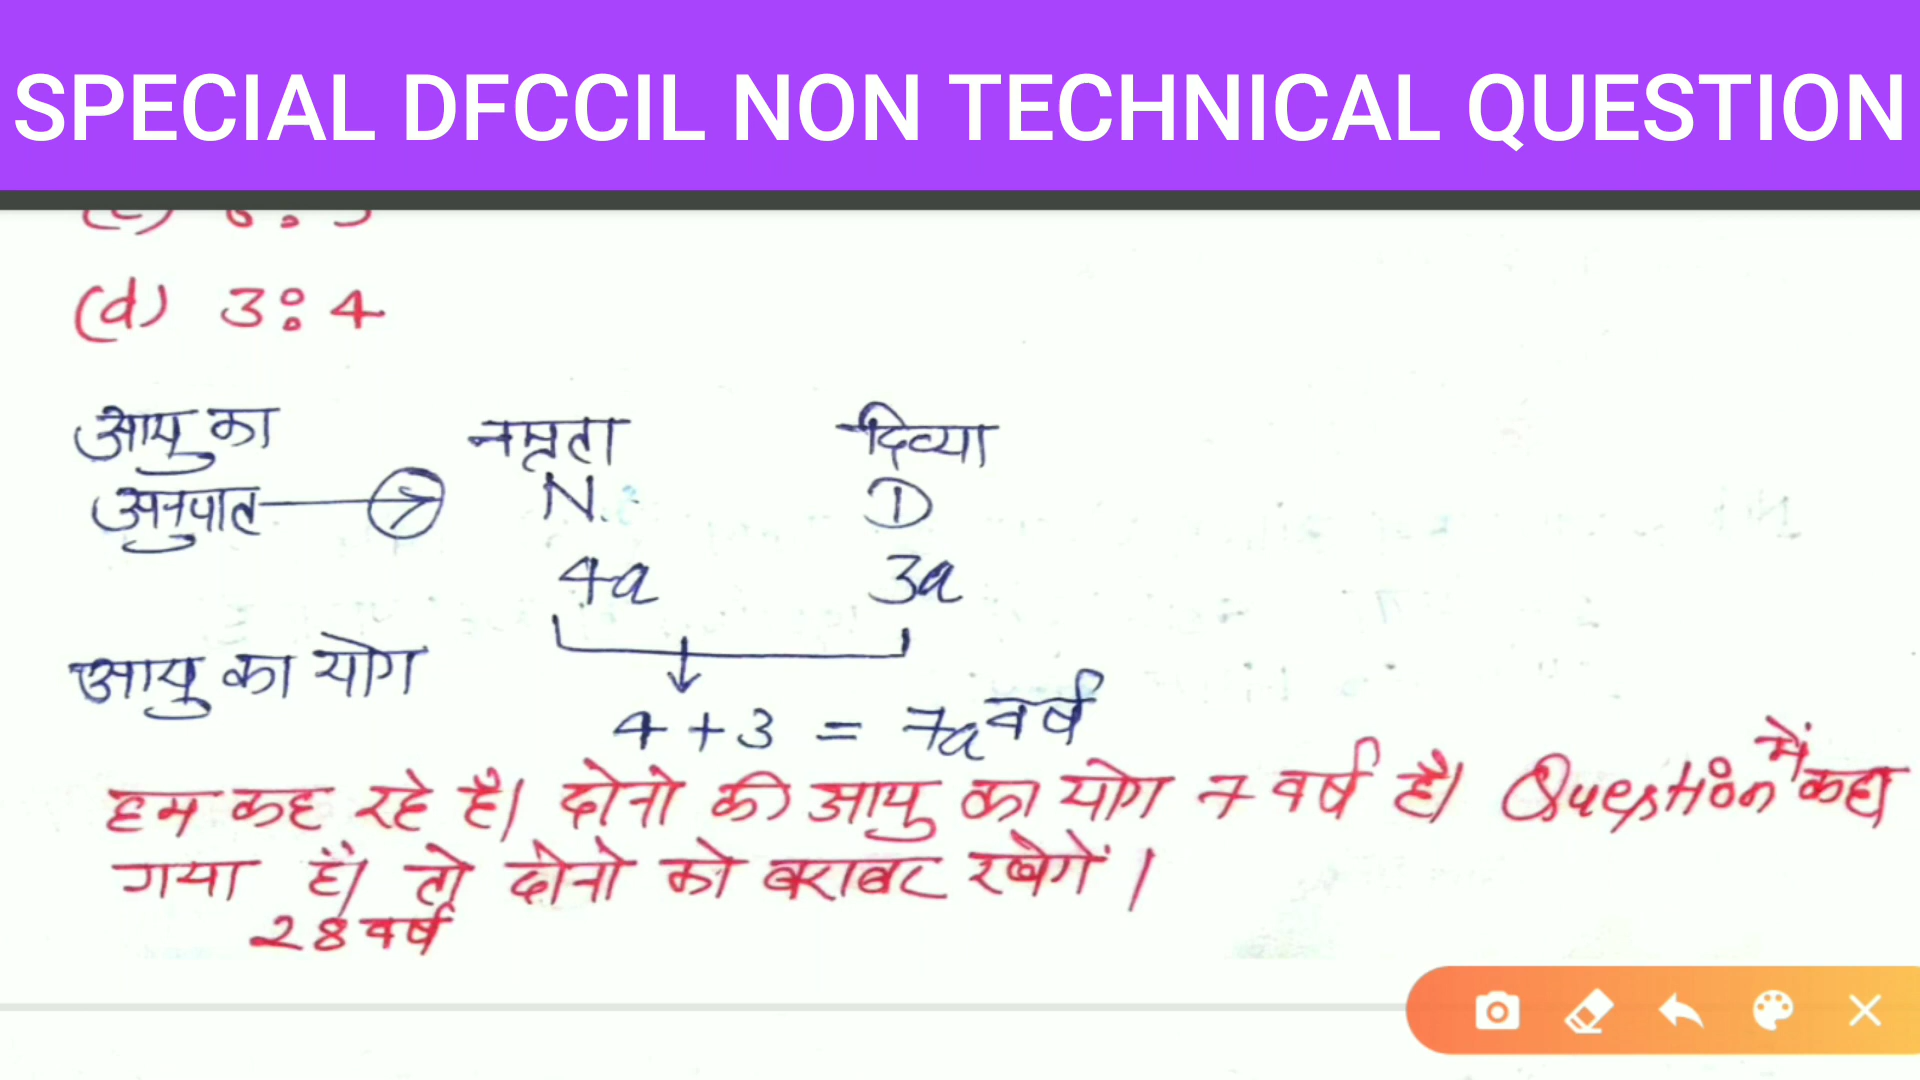 SPECIAL DFCCIL NON TECHNICAL QUESTION
(d) 3:4
आयु का नम्रता दिव्या
अनुपात → N D
4a 3a
आयु का योग
4 + 3 = 7a वर्ष
हम कह रहे है। दोनो की आयु का योग 7 वर्ष है। Question में कहा
गया है। तो दोनो को बराबर रखेगें।
28 वर्ष